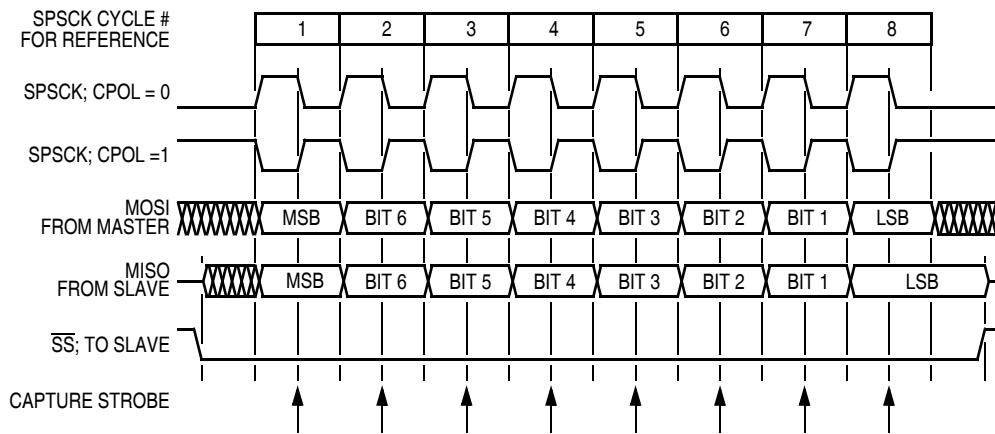 SPSCK CYCLE #
FOR REFERENCE
1 2 3 4 5 6 7 8
SPSCK; CPOL = 0
SPSCK; CPOL =1
MOSI
FROM MASTER
MSB BIT 6 BIT 5 BIT 4 BIT 3 BIT 2 BIT 1 LSB
MISO
FROM SLAVE
MSB BIT 6 BIT 5 BIT 4 BIT 3 BIT 2 BIT 1 LSB
SS; TO SLAVE
CAPTURE STROBE